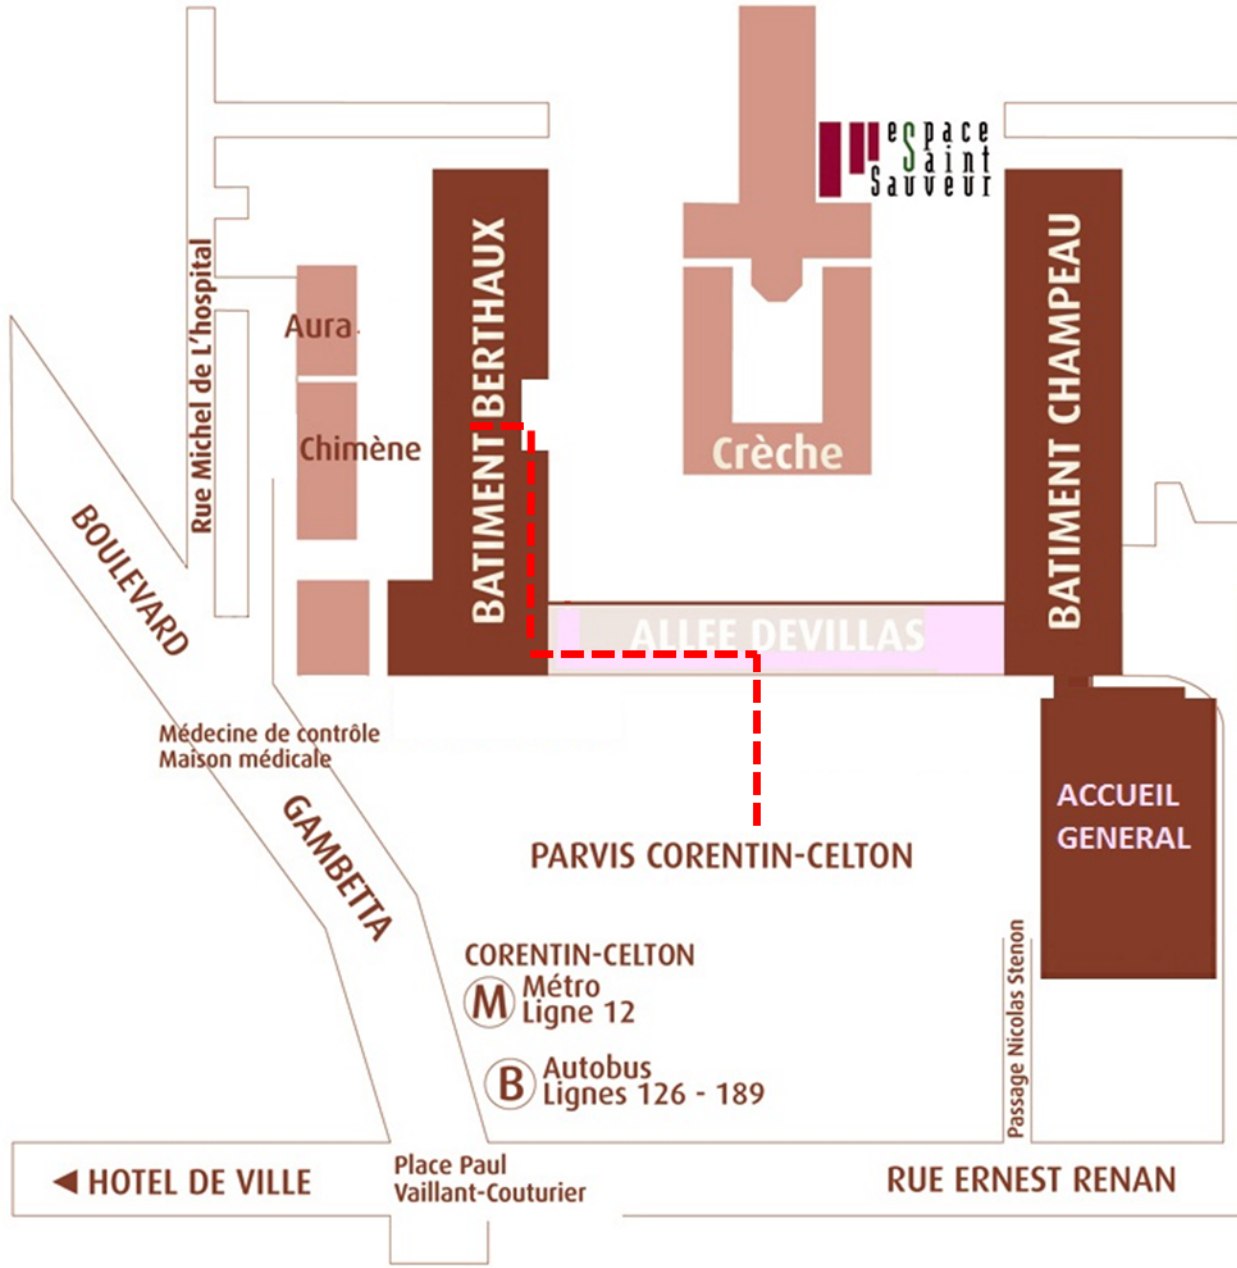 eSpace
Saint
Sauveur
BATIMENT BERTHAUX
BATIMENT CHAMPEAU
Rue Michel de L'hospital
Aura
Chimène
Crèche
BOULEVARD
GAMBETTA
ALLEE DEVILLAS
Médecine de contrôle
Maison médicale
ACCUEIL
GENERAL
PARVIS CORENTIN-CELTON
CORENTIN-CELTON
M Métro
Ligne 12
B Autobus
Lignes 126 - 189
Passage Nicolas Stenon
◄ HOTEL DE VILLE
Place Paul
Vaillant-Couturier
RUE ERNEST RENAN